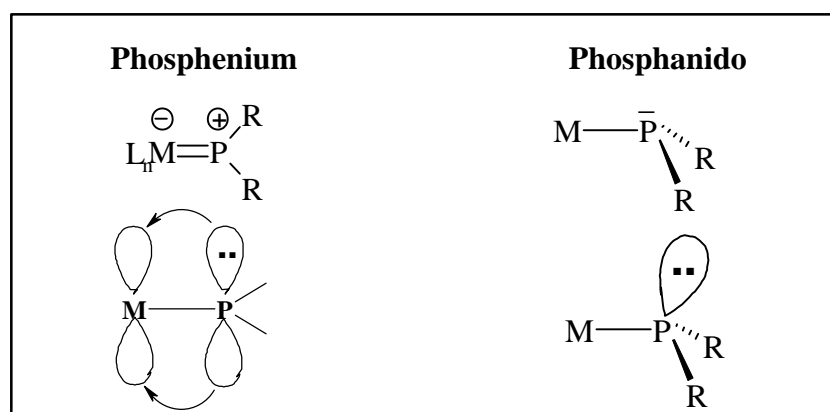 Phosphenium
Phosphanido
⊖ ⊕
R
LnM=P
R
M—P̄
R
R
M—P
M—P
R
R